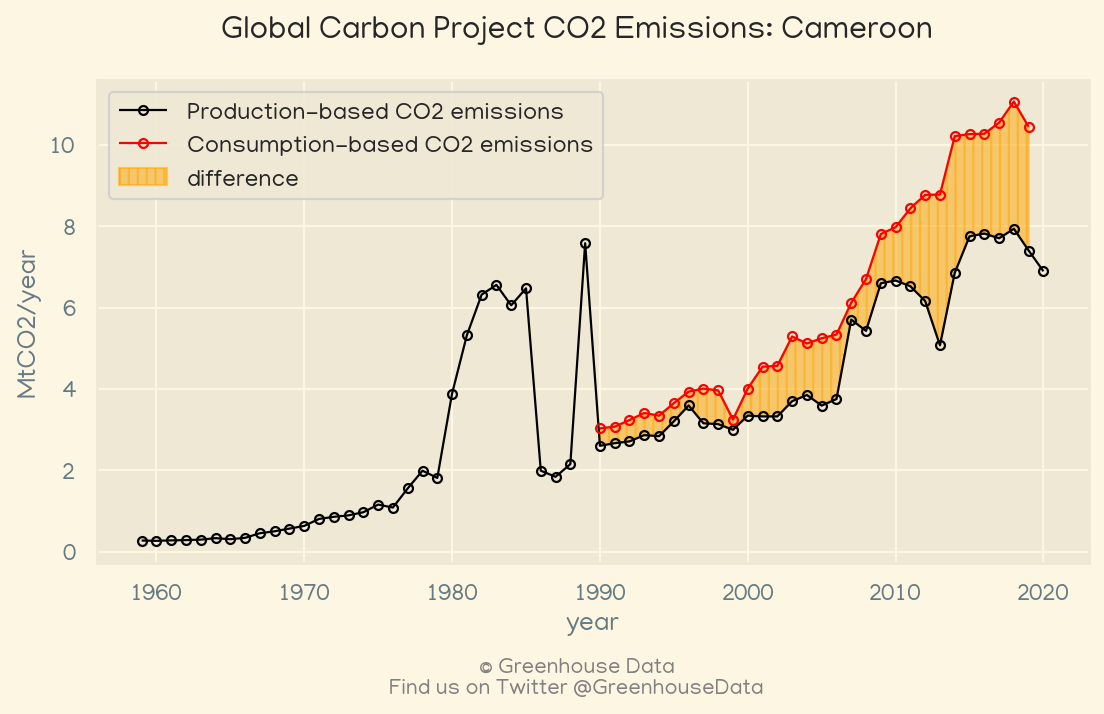 Global Carbon Project CO2 Emissions: Cameroon
Production-based CO2 emissions
Consumption-based CO2 emissions
difference
MtCO2/year
10
8
6
4
2
0
1960 1970 1980 1990 2000 2010 2020
year
© Greenhouse Data
Find us on Twitter @GreenhouseData